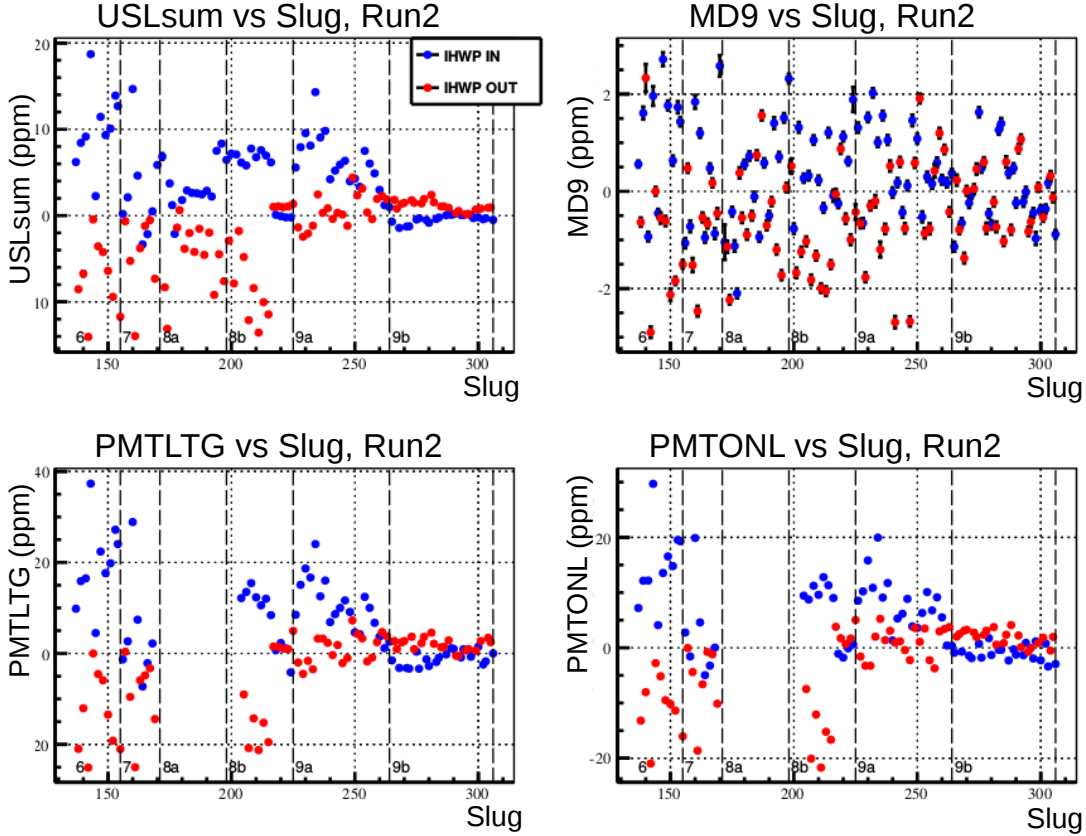 USLsum vs Slug, Run2
USLsum (ppm)
20
10
0
10
IHWP IN
IHWP OUT
6 7 8a 8b 9a 9b
150 200 250 300
Slug
MD9 vs Slug, Run2
MD9 (ppm)
2
0
-2
6 7 8a 8b 9a 9b
150 200 250 300
Slug
PMTLTG vs Slug, Run2
PMTLTG (ppm)
40
20
0
20
6 7 8a 8b 9a 9b
150 200 250 300
Slug
PMTONL vs Slug, Run2
PMTONL (ppm)
20
0
-20
6 7 8a 8b 9a 9b
150 200 250 300
Slug